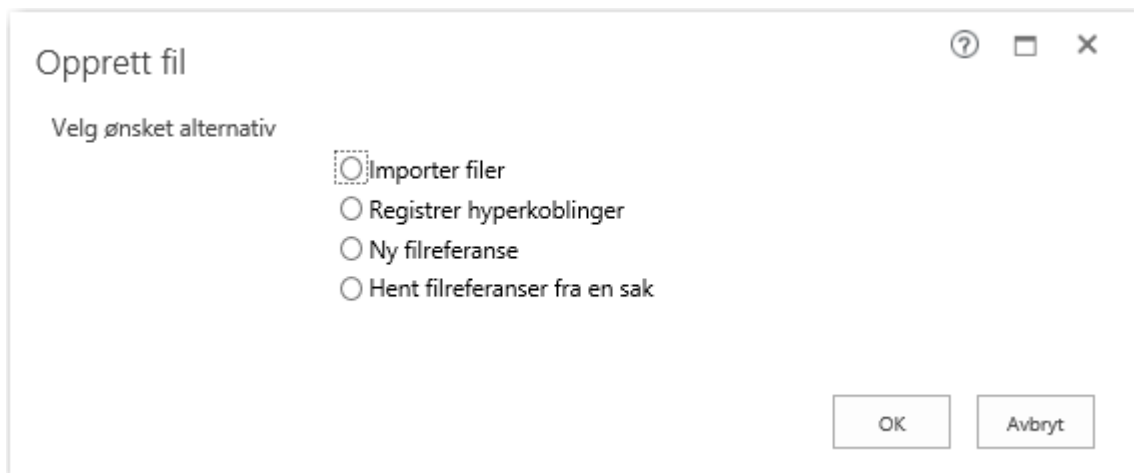 Opprett fil
Velg ønsket alternativ
Importer filer
Registrer hyperkoblinger
Ny filreferanse
Hent filreferanser fra en sak
OK
Avbryt